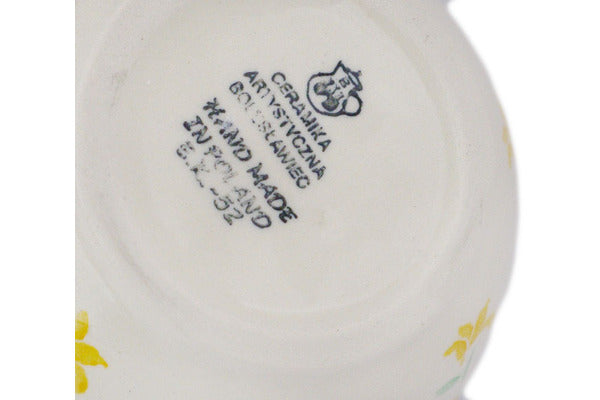 CERAMIKA
ARTYSTYCZNA
BOLESŁAWIEC
HAND MADE
IN POLAND